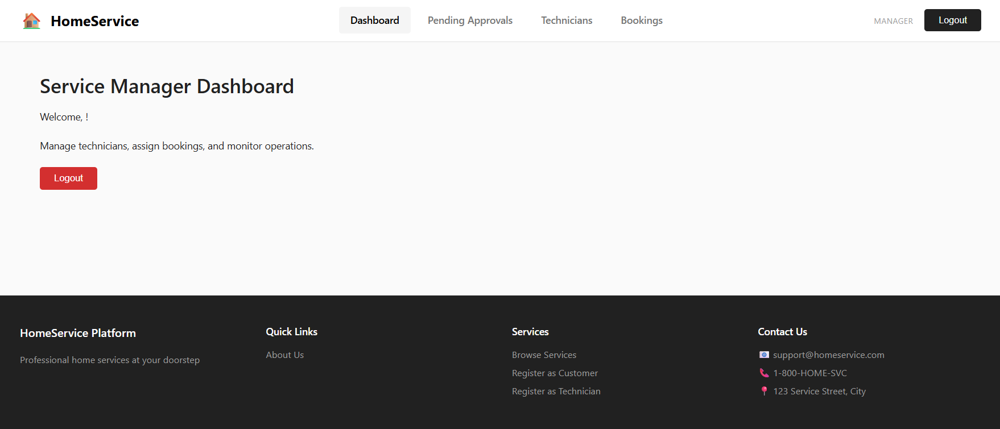 HomeService
Dashboard
Pending Approvals
Technicians
Bookings
MANAGER
Logout
Service Manager Dashboard
Welcome, !
Manage technicians, assign bookings, and monitor operations.
Logout
HomeService Platform
Professional home services at your doorstep
Quick Links
About Us
Services
Browse Services
Register as Customer
Register as Technician
Contact Us
support@homeservice.com
1-800-HOME-SVC
123 Service Street, City